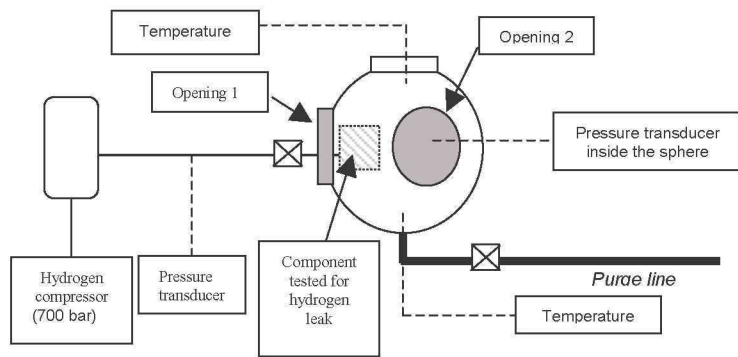 Temperature
Opening 2
Opening 1
Pressure transducer
inside the sphere
Hydrogen
compressor
(700 bar)
Pressure
transducer
Component
tested for
hydrogen
leak
Purge line
Temperature